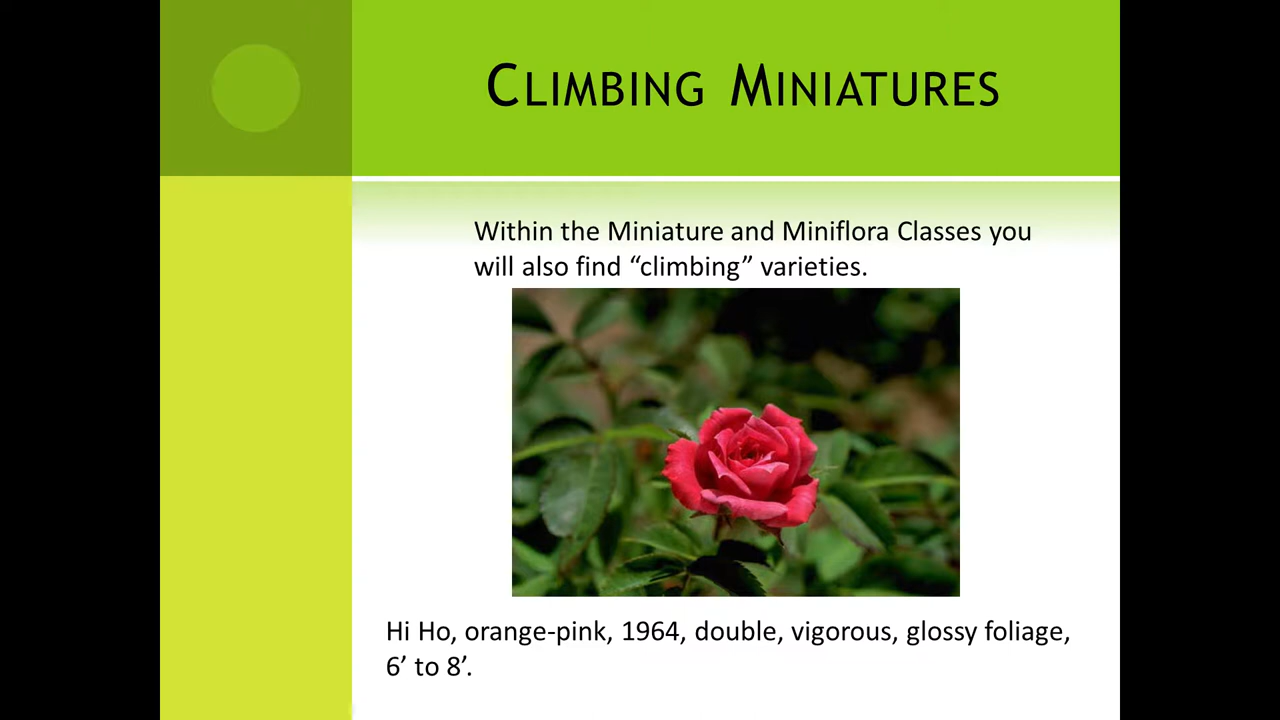 Climbing Miniatures
Within the Miniature and Miniflora Classes you
will also find “climbing” varieties.
Hi Ho, orange-pink, 1964, double, vigorous, glossy foliage,
6’ to 8’.